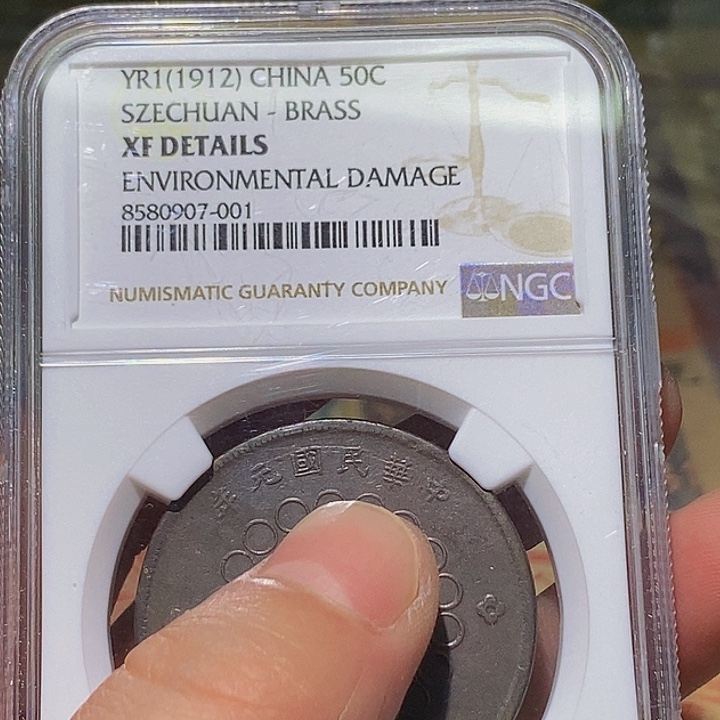 YR1(1912) CHINA 50C
SZECHUAN - BRASS
XF DETAILS
ENVIRONMENTAL DAMAGE
8580907-001
NUMISMATIC GUARANTY COMPANY NGC
年元國民華中